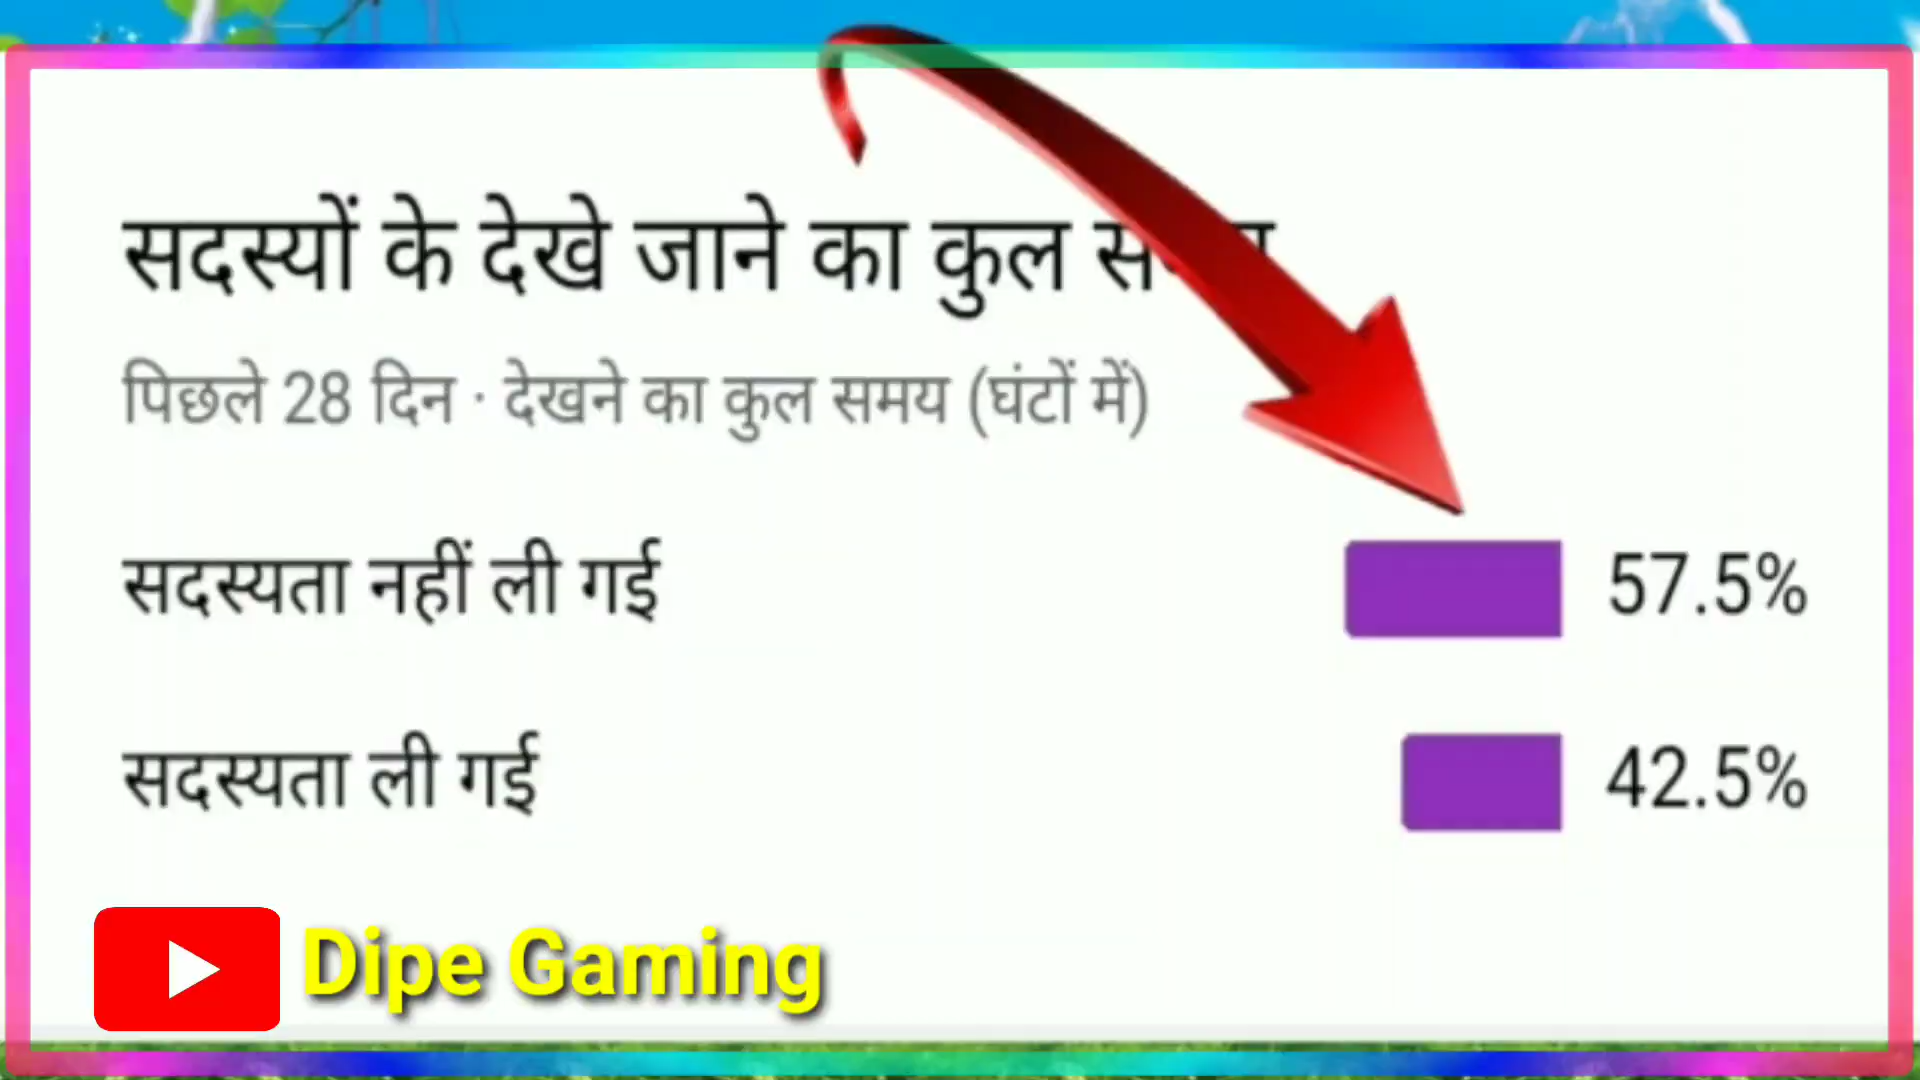 सदस्यों के देखे जाने का कुल
पिछले 28 दिन · देखने का कुल समय (घंटों में)
सदस्यता नहीं ली गई 57.5%
सदस्यता ली गई 42.5%
Dipe Gaming